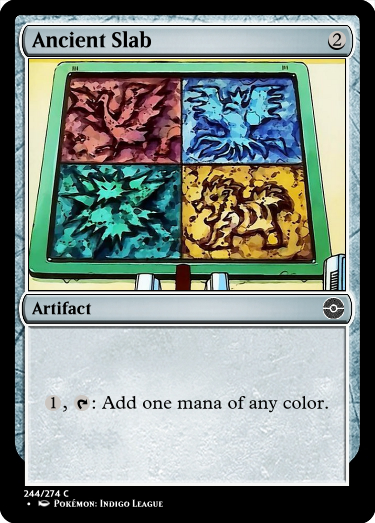 Ancient Slab 2
Artifact
1, : Add one mana of any color.
244/274 C
• Pokémon: Indigo League